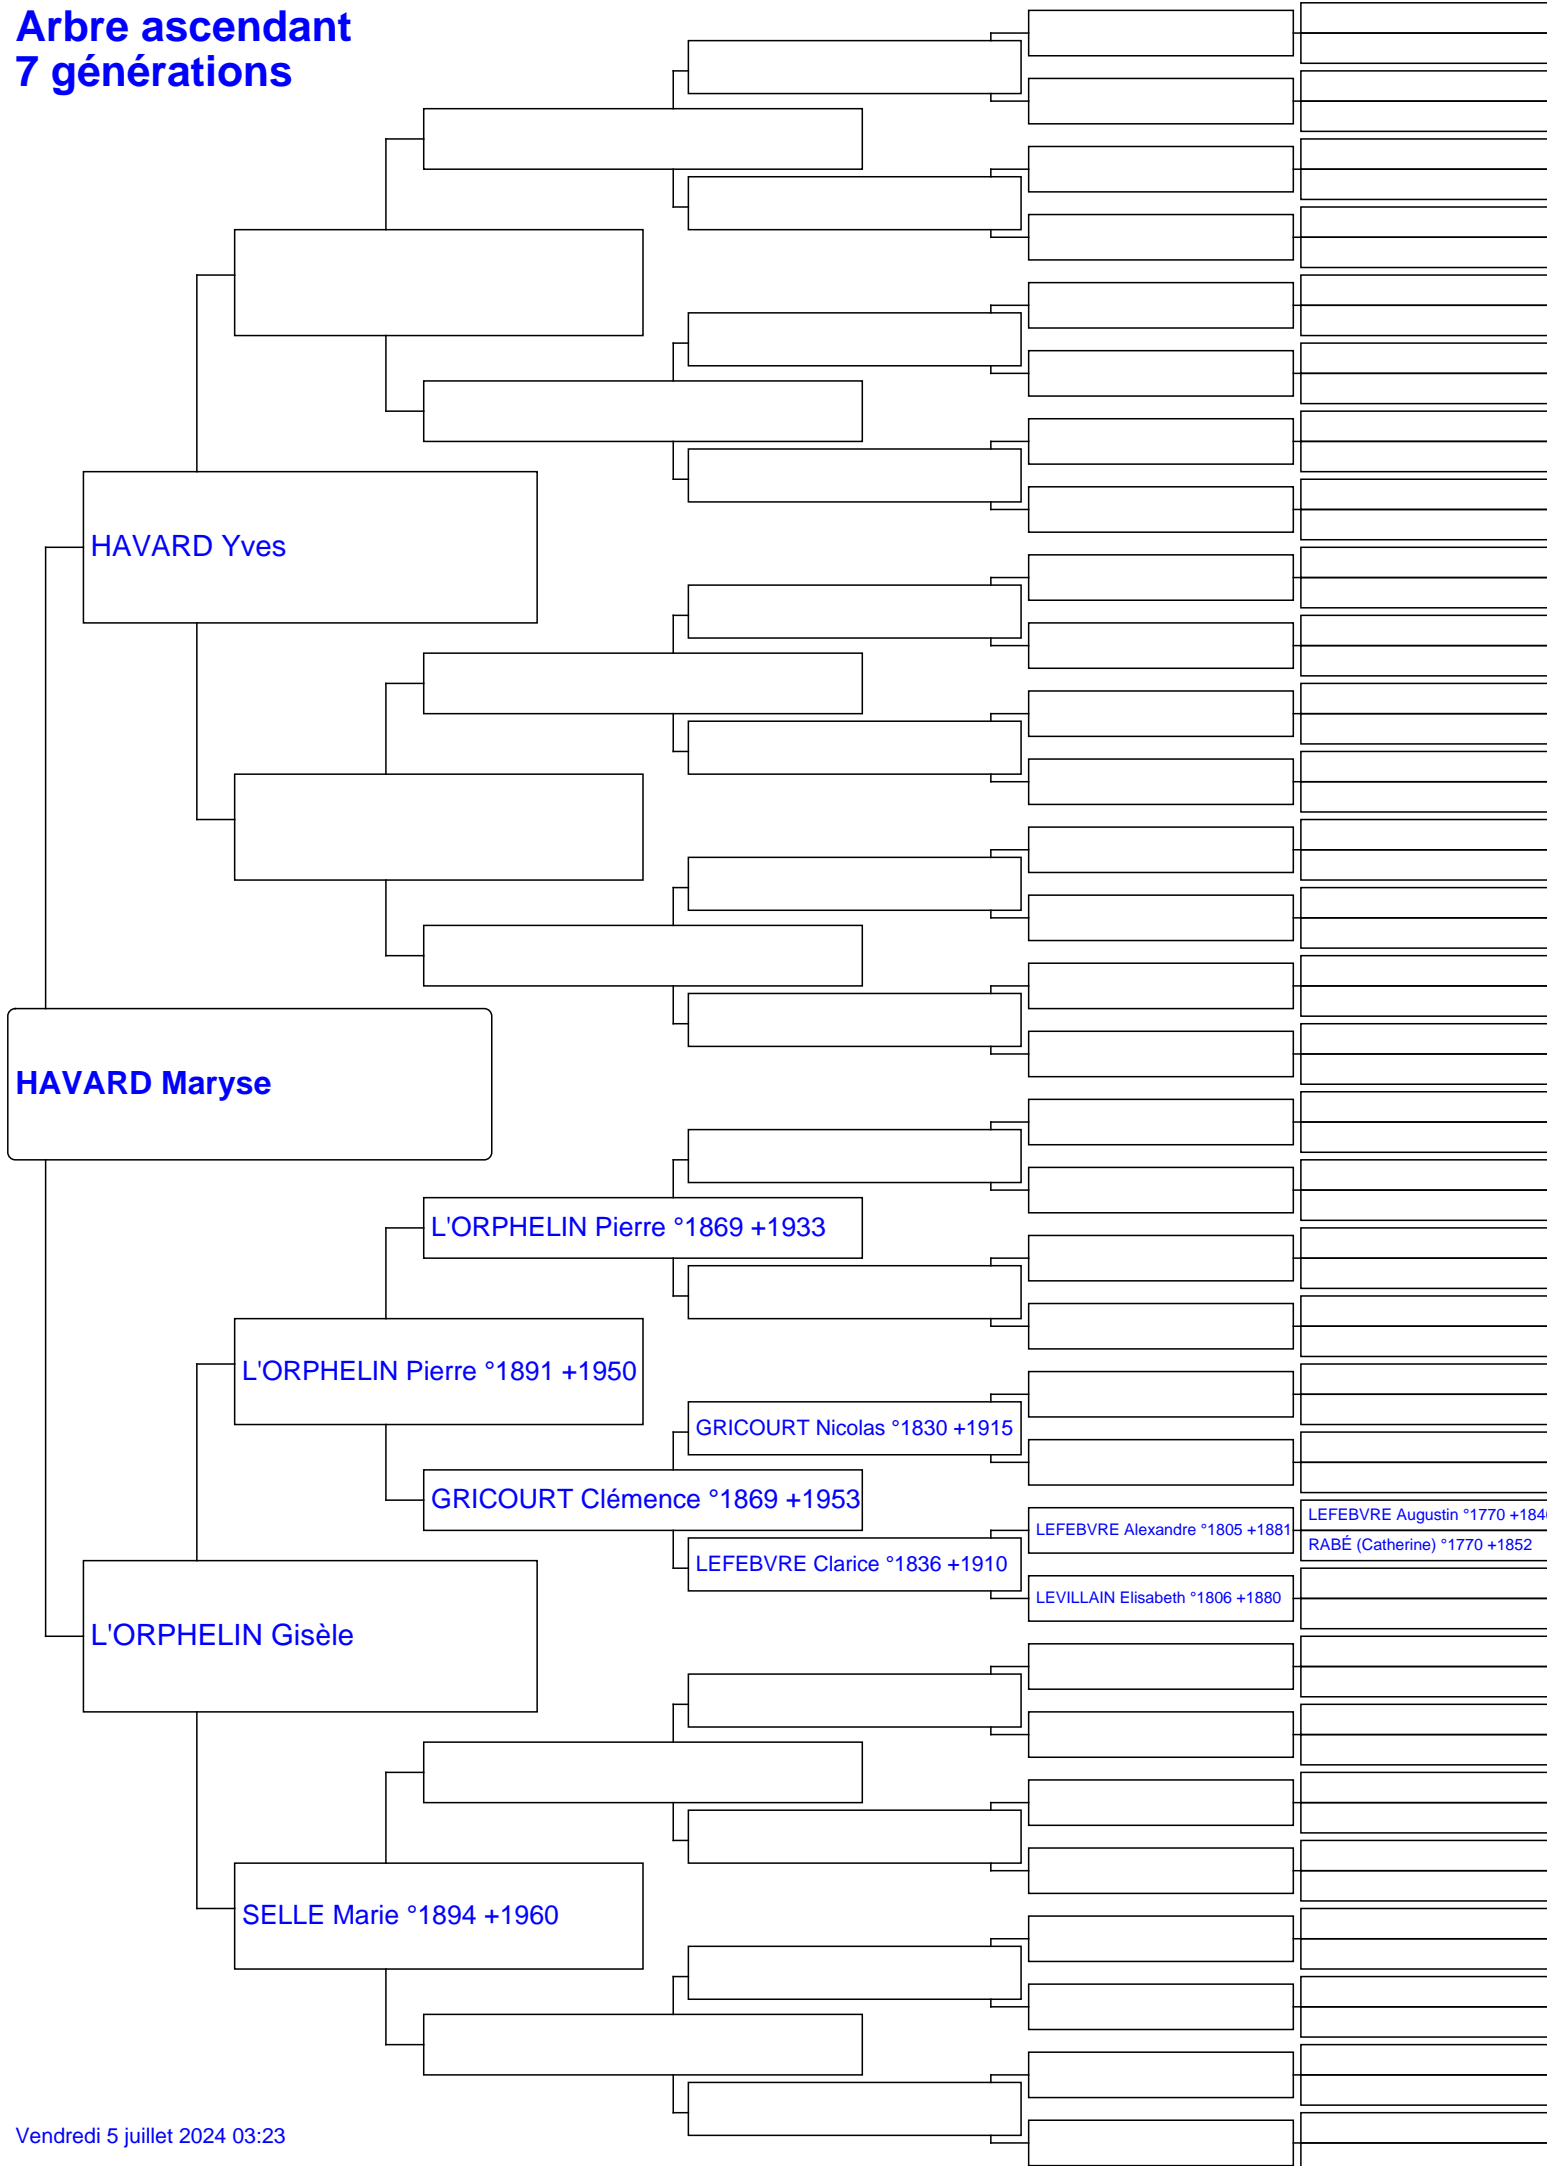 Arbre ascendant
7 générations
HAVARD Yves
HAVARD Maryse
L'ORPHELIN Pierre °1869 +1933
L'ORPHELIN Pierre °1891 +1950
GRICOURT Nicolas °1830 +1915
GRICOURT Clémence °1869 +1953
LEFEBVRE Augustin °1770
LEFEBVRE Alexandre °1805 +1881
RABÉ (Catherine) °1770 +1852
LEFEBVRE Clarice °1836 +1910
LEVILLAIN Elisabeth °1806 +1880
L'ORPHELIN Gisèle
SELLE Marie °1894 +1960
Vendredi 5 juillet 2024 03:23